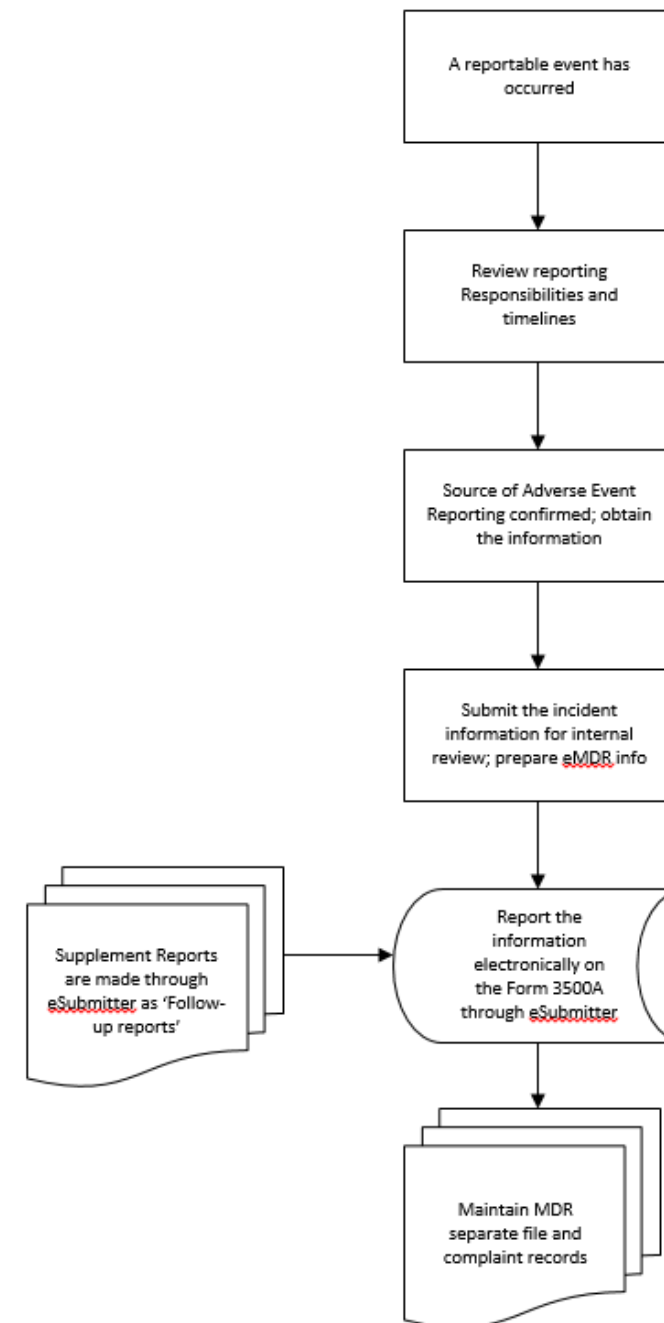 A reportable event has
occurred
Review reporting
Responsibilities and
timelines
Source of Adverse Event
Reporting confirmed; obtain
the information
Submit the incident
information for internal
review; prepare eMDR info
Supplement Reports
are made through
eSubmitter as ‘Follow-
up reports’
Report the
information
electronically on
the Form 3500A
through eSubmitter
Maintain MDR
separate file and
complaint records